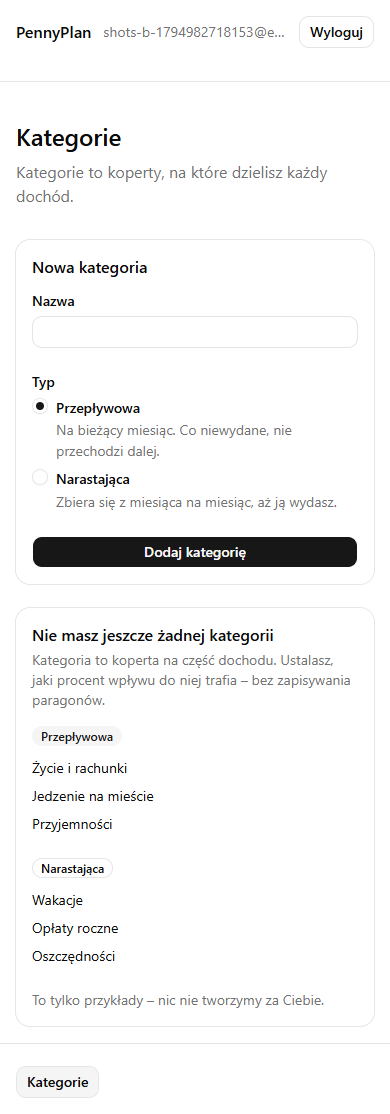 PennyPlan shots-b-1794982718153@e... Wyloguj
Kategorie
Kategorie to koperty, na które dzielisz każdy
dochód.
Nowa kategoria
Nazwa
Typ
Przepływowa
Na bieżący miesiąc. Co niewydane, nie
przechodzi dalej.
Narastająca
Zbiera się z miesiąca na miesiąc, aż ją wydasz.
Dodaj kategorię
Nie masz jeszcze żadnej kategorii
Kategoria to koperta na część dochodu. Ustalasz,
jaki procent wpływu do niej trafia – bez zapisywania
paragonów.
Przepływowa
Życie i rachunki
Jedzenie na mieście
Przyjemności
Narastająca
Wakacje
Opłaty roczne
Oszczędności
To tylko przykłady – nic nie tworzymy za Ciebie.
Kategorie